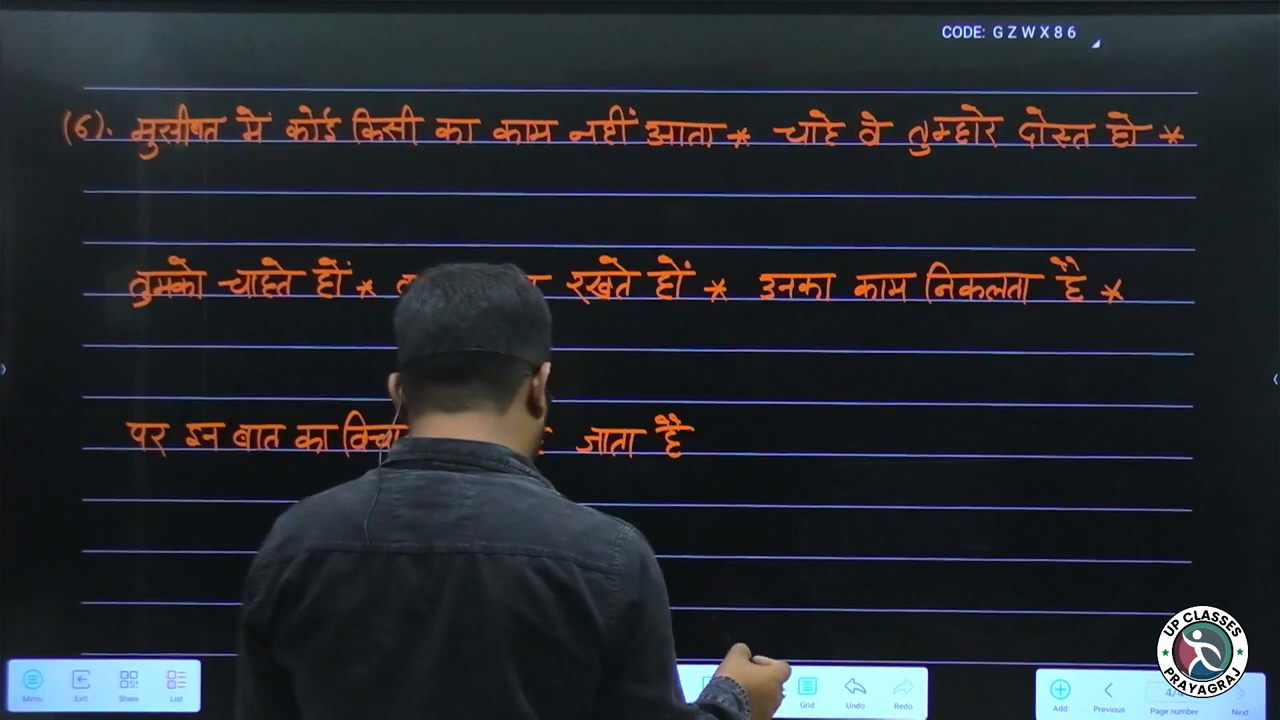 CODE: G Z W X 8 6
(6). मुसीबत में कोई किसी का काम नहीं आता * चाहे वे तुम्हारे दोस्त हो *
तुमको चाहते हों * रखते हों * उनका काम निकलता है *
पर इन बात का जाता है
UP CLASSES
PRAYAGRAJ
Menu Exit Share List Grid Undo Redo Add Previous Page number Next